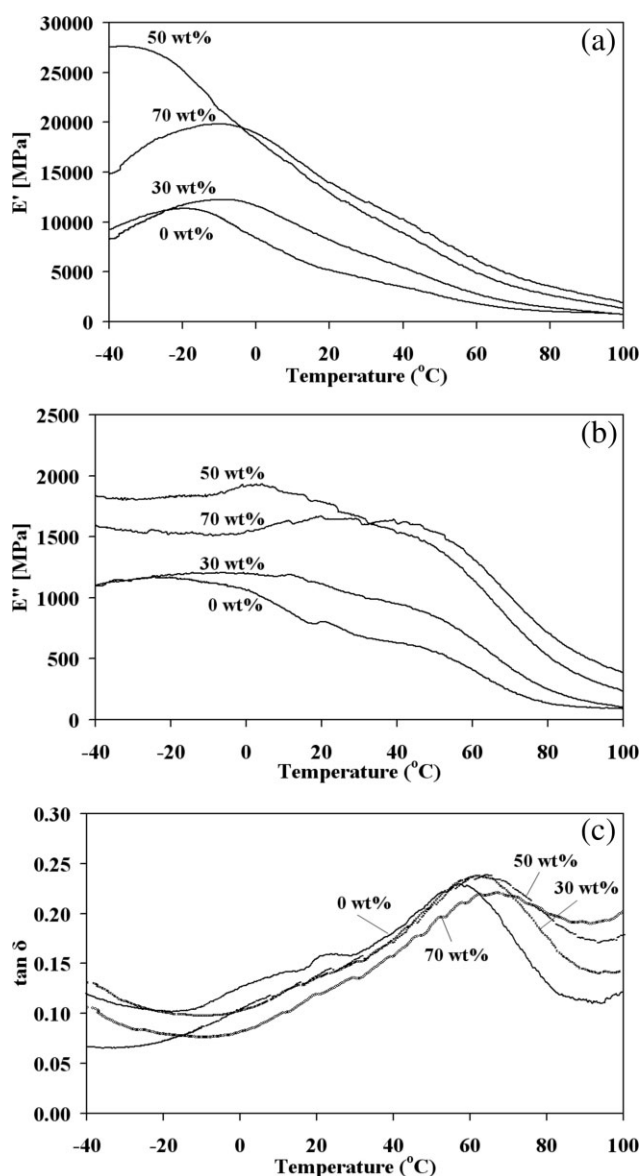 (a)
30000
25000
20000
15000
10000
5000
0
E' [MPa]
50 wt%
70 wt%
30 wt%
0 wt%
-40 -20 0 20 40 60 80 100
Temperature (°C)
(b)
2500
2000
1500
1000
500
0
E" [MPa]
50 wt%
70 wt%
30 wt%
0 wt%
-40 -20 0 20 40 60 80 100
Temperature (°C)
(c)
0.30
0.25
0.20
0.15
0.10
0.05
0.00
tan δ
50 wt%
30 wt%
0 wt%
70 wt%
-40 -20 0 20 40 60 80 100
Temperature (°C)